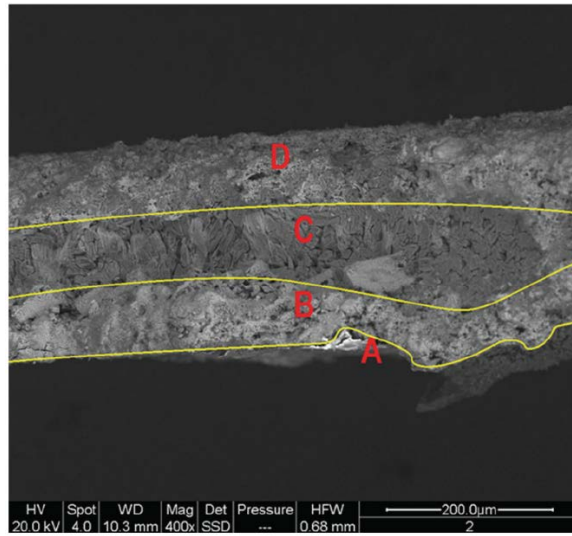 D
C
B
A
HV Spot WD Mag Det Pressure HFW 200.0µm
20.0 kV 4.0 10.3 mm 400x SSD --- 0.68 mm 2